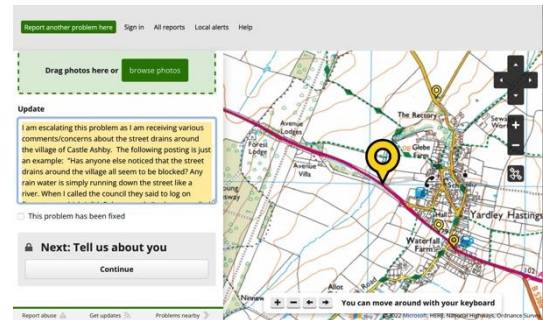 Report another problem here Sign in All reports Local alerts Help
Drag photos here or browse photos
Update
I am escalating this problem as I am receiving various
comments/concerns about the street drains around
the village of Castle Ashby. The following posting is just
an example: "Has anyone else noticed that the street
drains around the village all seem to be blocked? Any
rain water is simply running down the street like a
river. When I called the council they said to log on
This problem has been fixed
Next: Tell us about you
Continue
Report abuse Get updates Problems nearby
The Rectory
Avenue
Lodges
Forest
Lodge
Glebe
Farm
Avenue
Villa
Hall
Yardley Hastings
Waterfall
Farm
Allot
Road
You can move around with your keyboard
© 2022 Microsoft, HERE, National Highways, Ordnance Survey